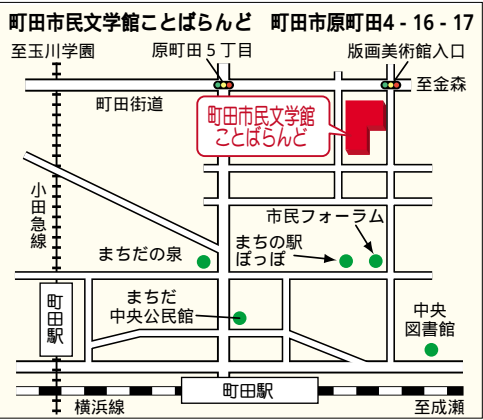 町田市民文学館ことばらんど 町田市原町田4-16-17
至玉川学園
原町田5丁目
版画美術館入口
至金森
町田街道
町田市民文学館
ことばらんど
小田急線
市民フォーラム
まちだの泉
まちの駅
ぽっぽ
まちだ
中央公民館
町田駅
中央
図書館
町田駅
横浜線
至成瀬